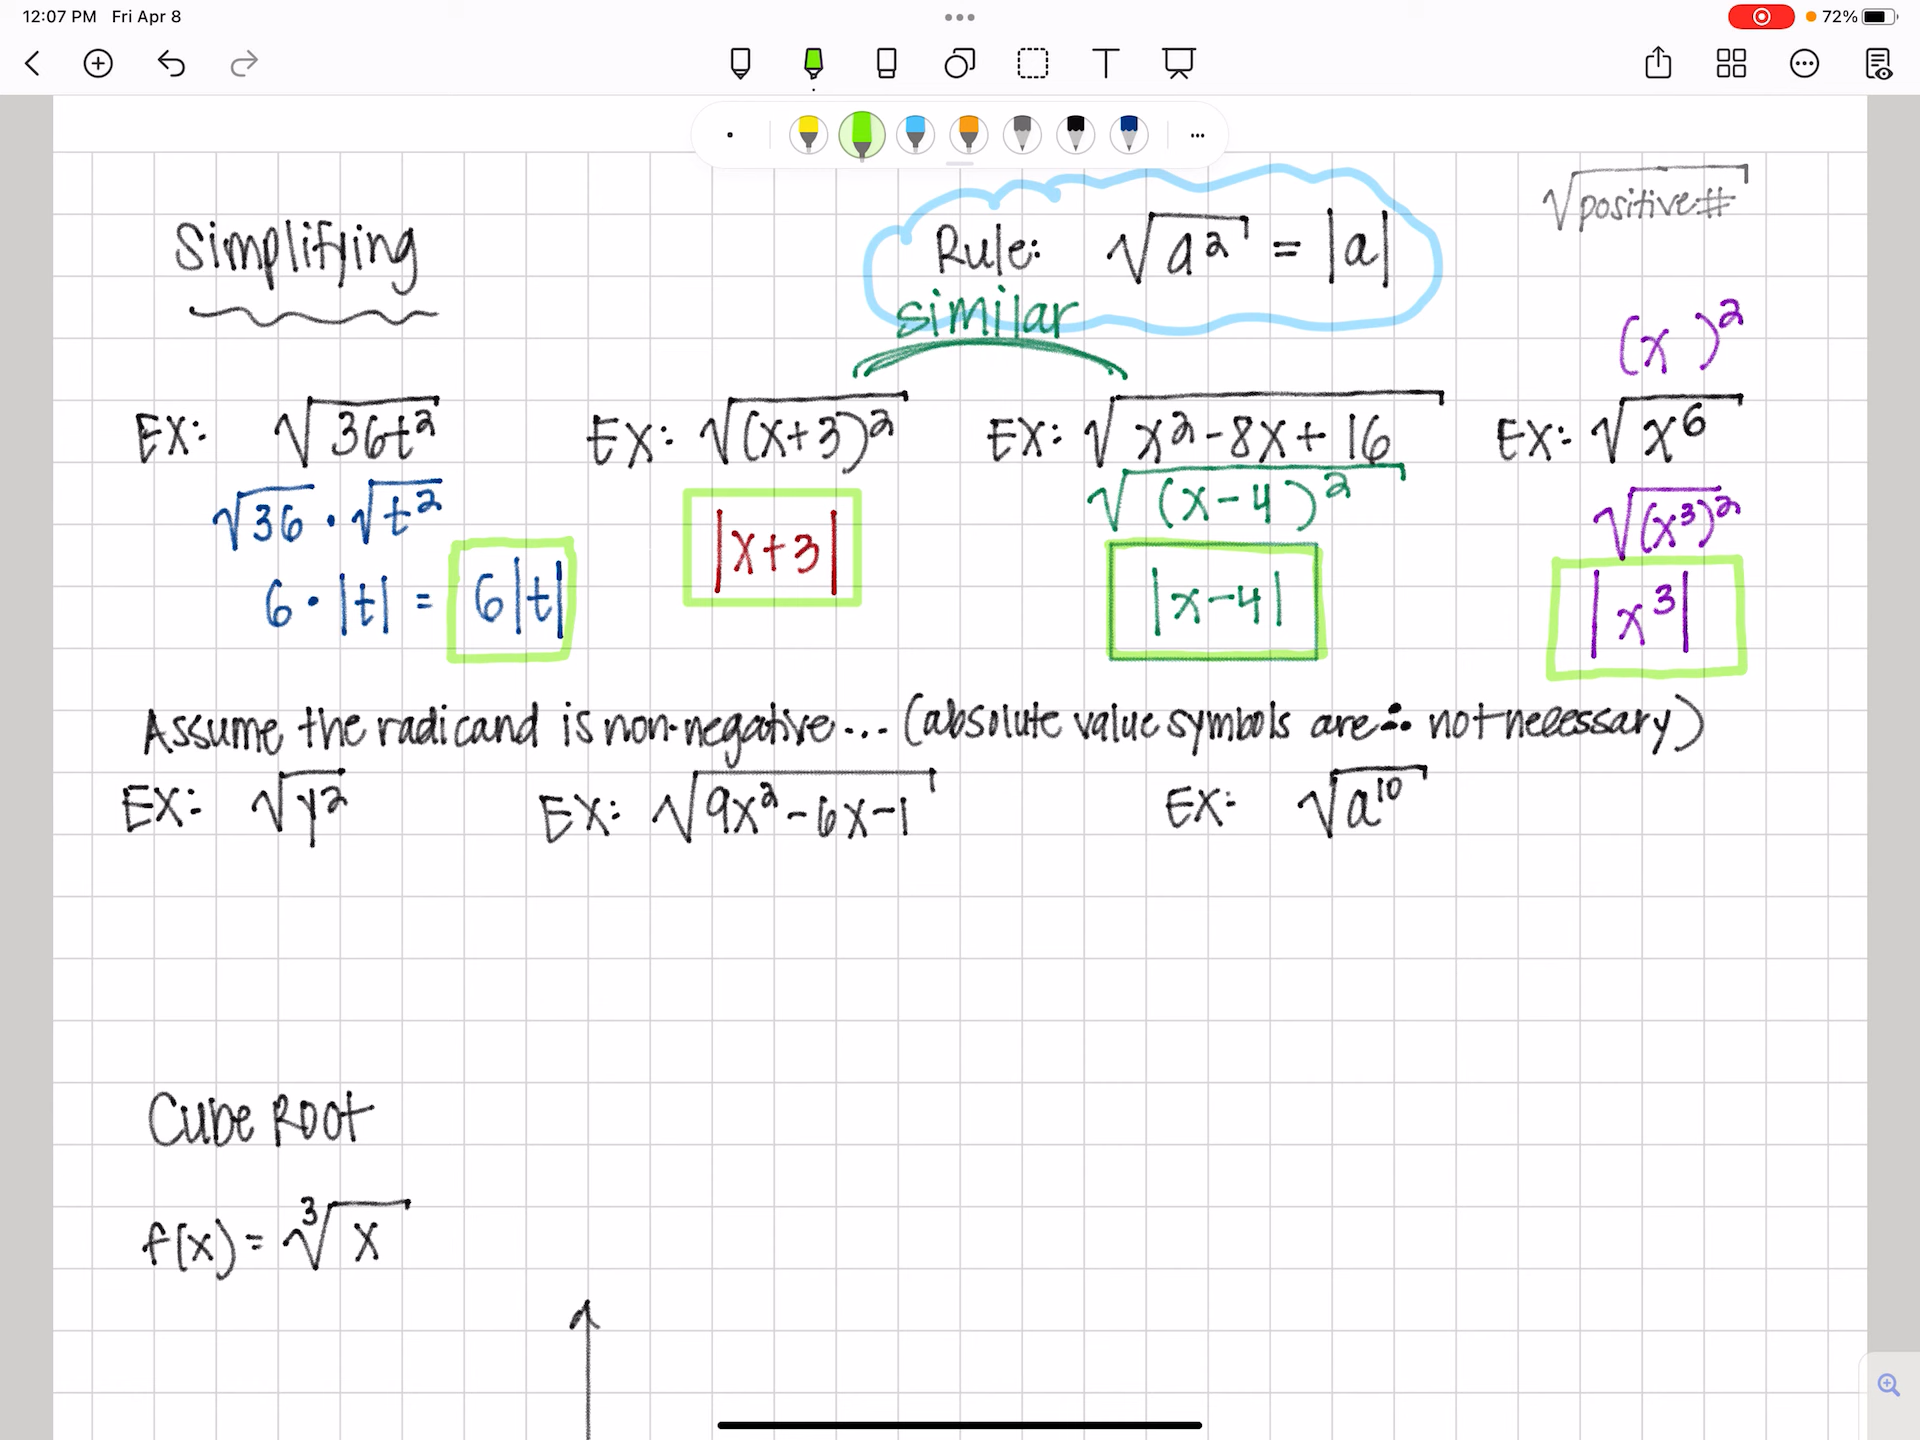 12:07 PM Fri Apr 8
72%
T
√positive#
Simplifying
Rule: √a² = |a|
similar
(x )²
EX: √36t²
EX: √(x+3)²
EX: √x²-8x+16
EX: √x⁶
√36 · √t²
|x+3|
√(x-4)²
√(x³)²
6 · |t| = 6|t|
|x-4|
|x³|
Assume the radicand is non-negative... (absolute value symbols are ∴ not necessary)
EX: √y²
EX: √9x²-6x-1
EX: √a¹⁰
Cube Root
f(x) = ³√x